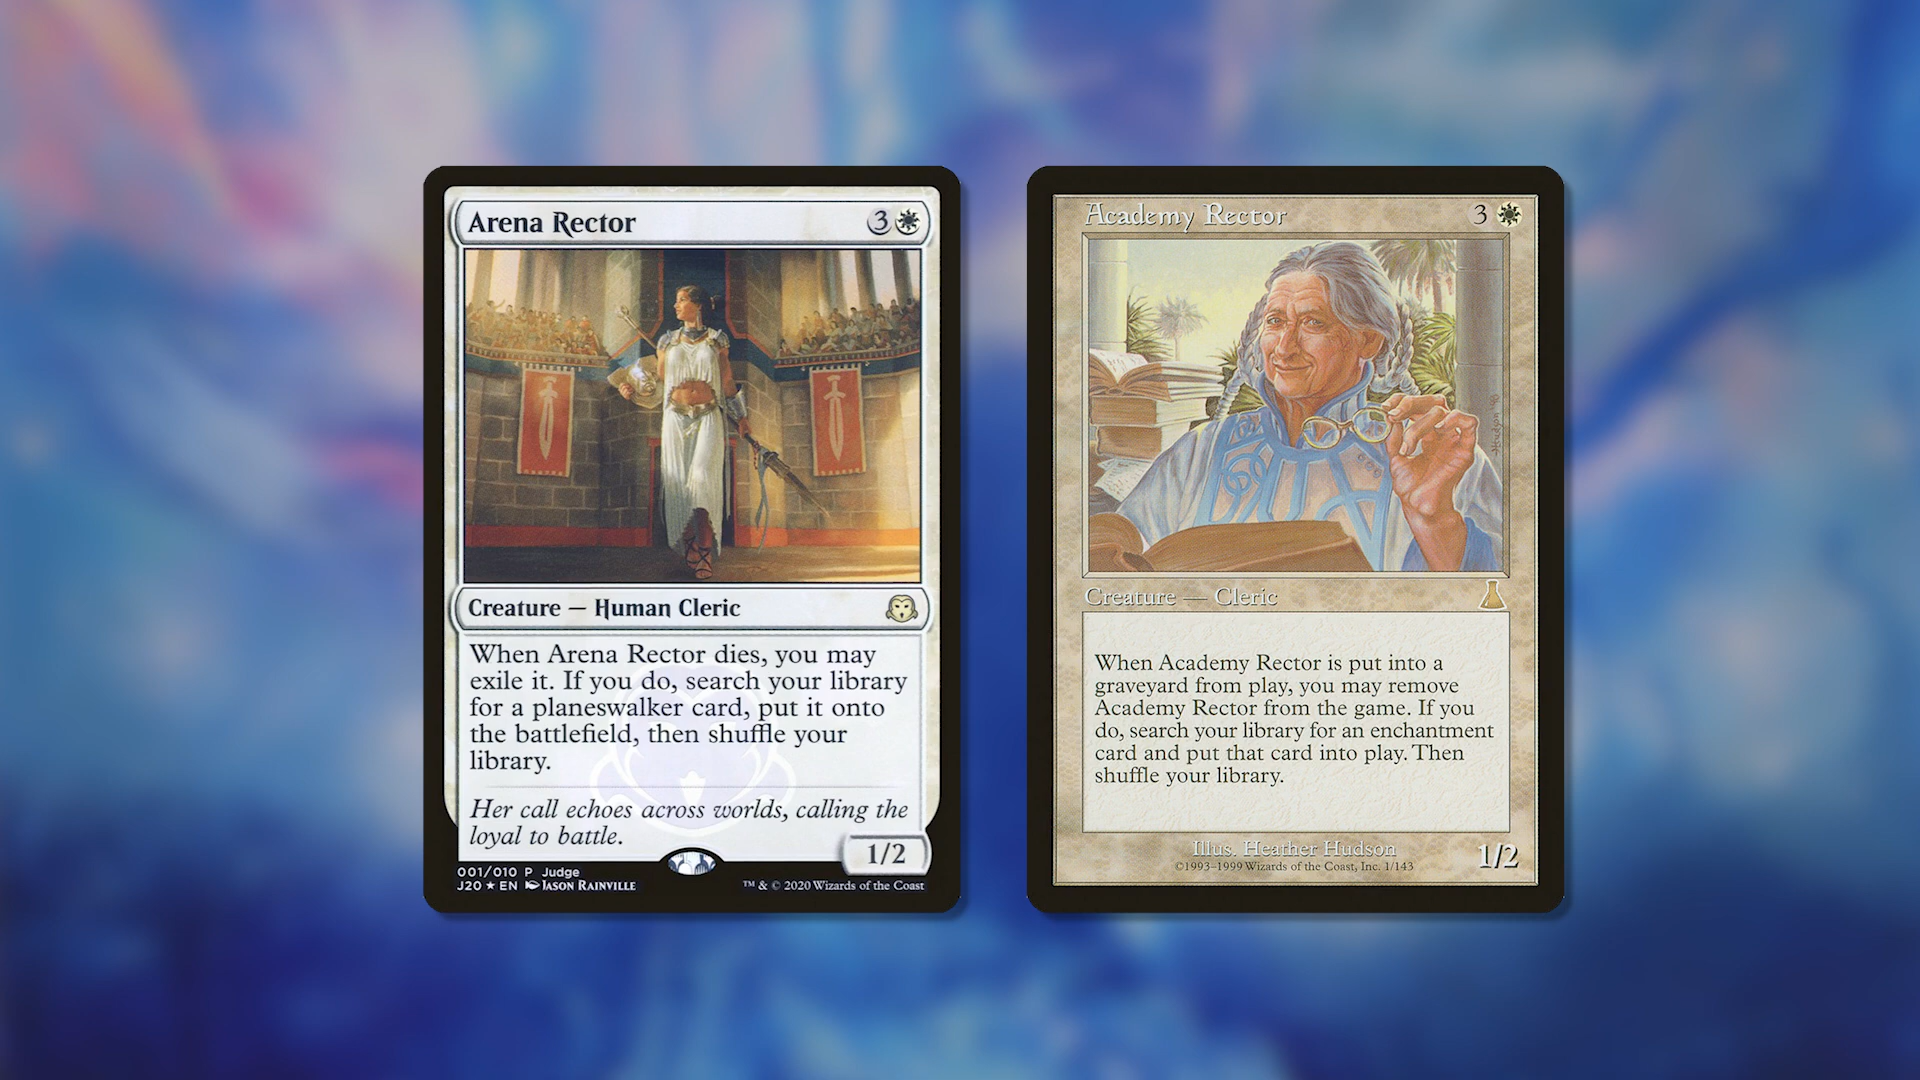 Arena Rector
3
Creature — Human Cleric
When Arena Rector dies, you may
exile it. If you do, search your library
for a planeswalker card, put it onto
the battlefield, then shuffle your
library.
Her call echoes across worlds, calling the
loyal to battle.
1/2
001/010 P Judge
J20 ★ EN Jason Rainville
™ & © 2020 Wizards of the Coast
Academy Rector
3
Hudson 98
Creature — Cleric
When Academy Rector is put into a
graveyard from play, you may remove
Academy Rector from the game. If you
do, search your library for an enchantment
card and put that card into play. Then
shuffle your library.
Illus. Heather Hudson
©1993–1999 Wizards of the Coast, Inc. 1/143
1/2